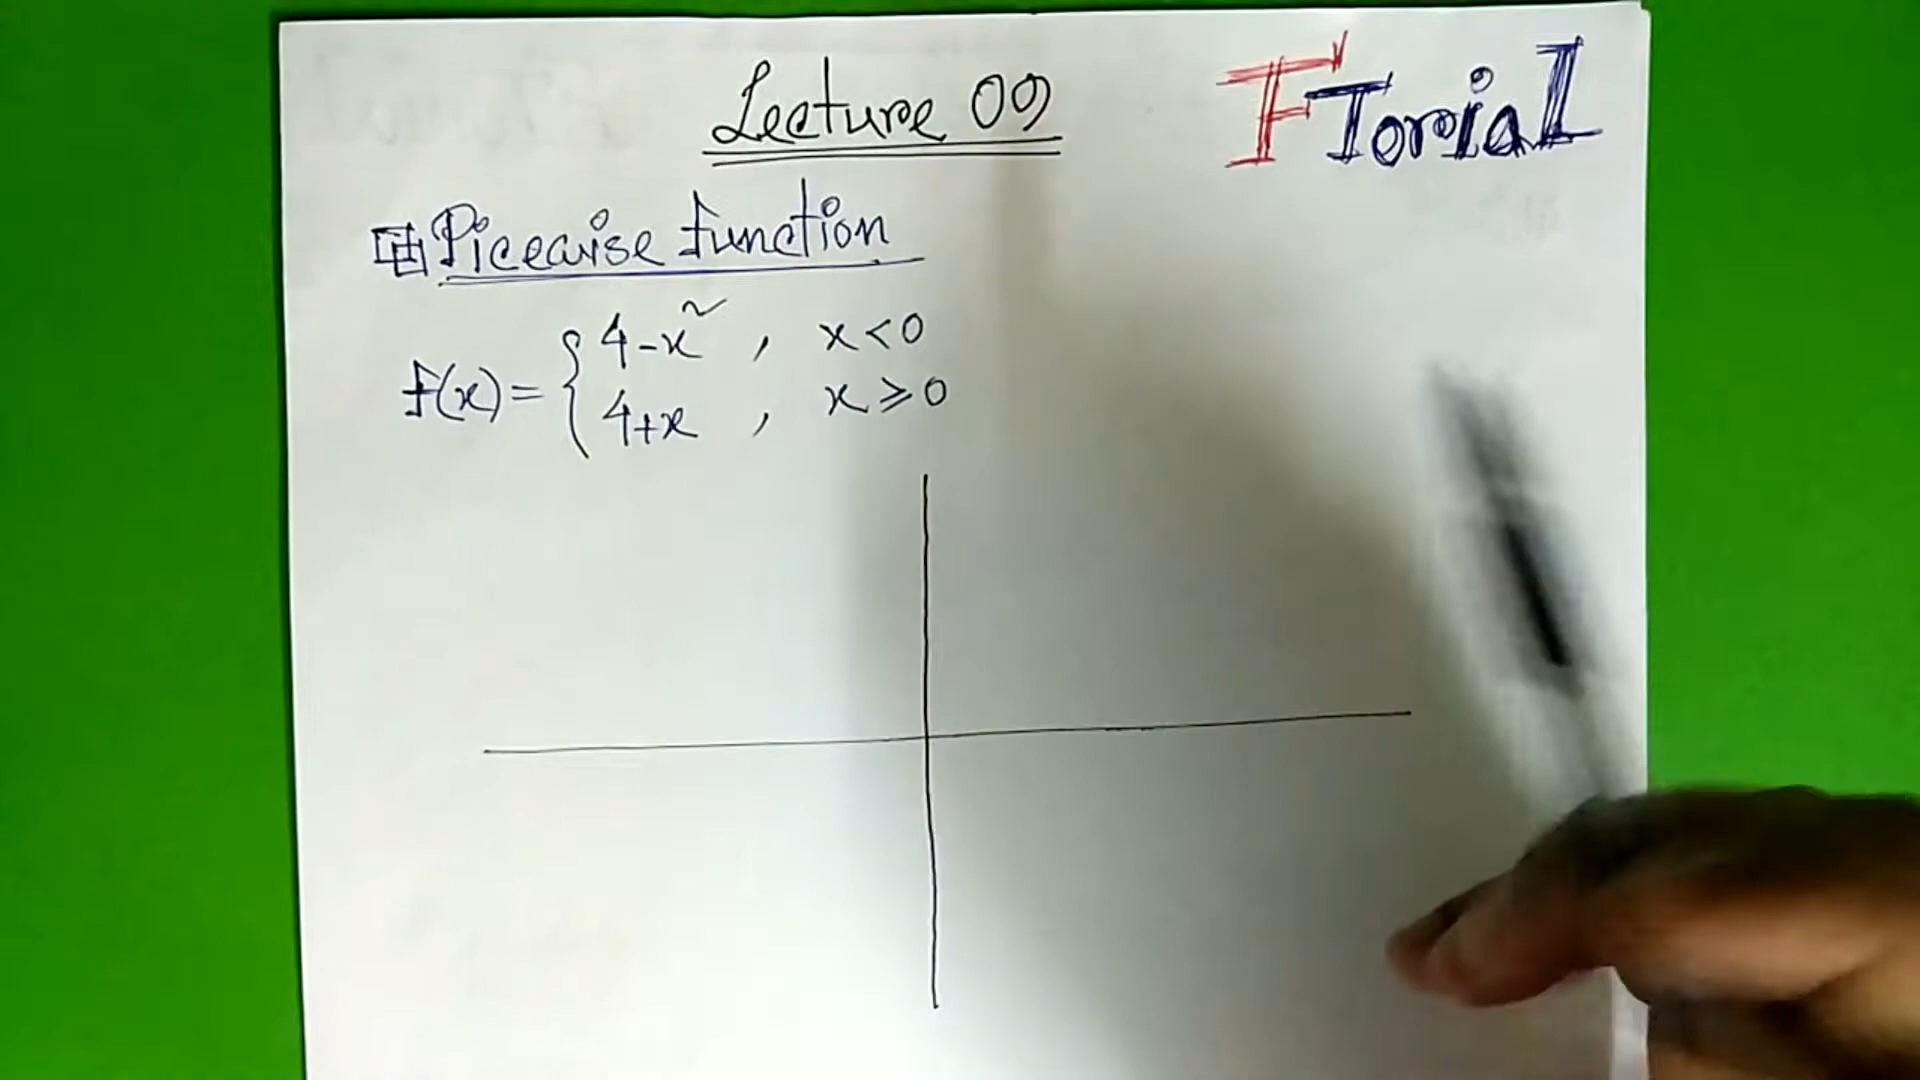 Lecture 09
FTorial
Picewise function
f(x) = { 4-x² , x<0
4+x , x≥0